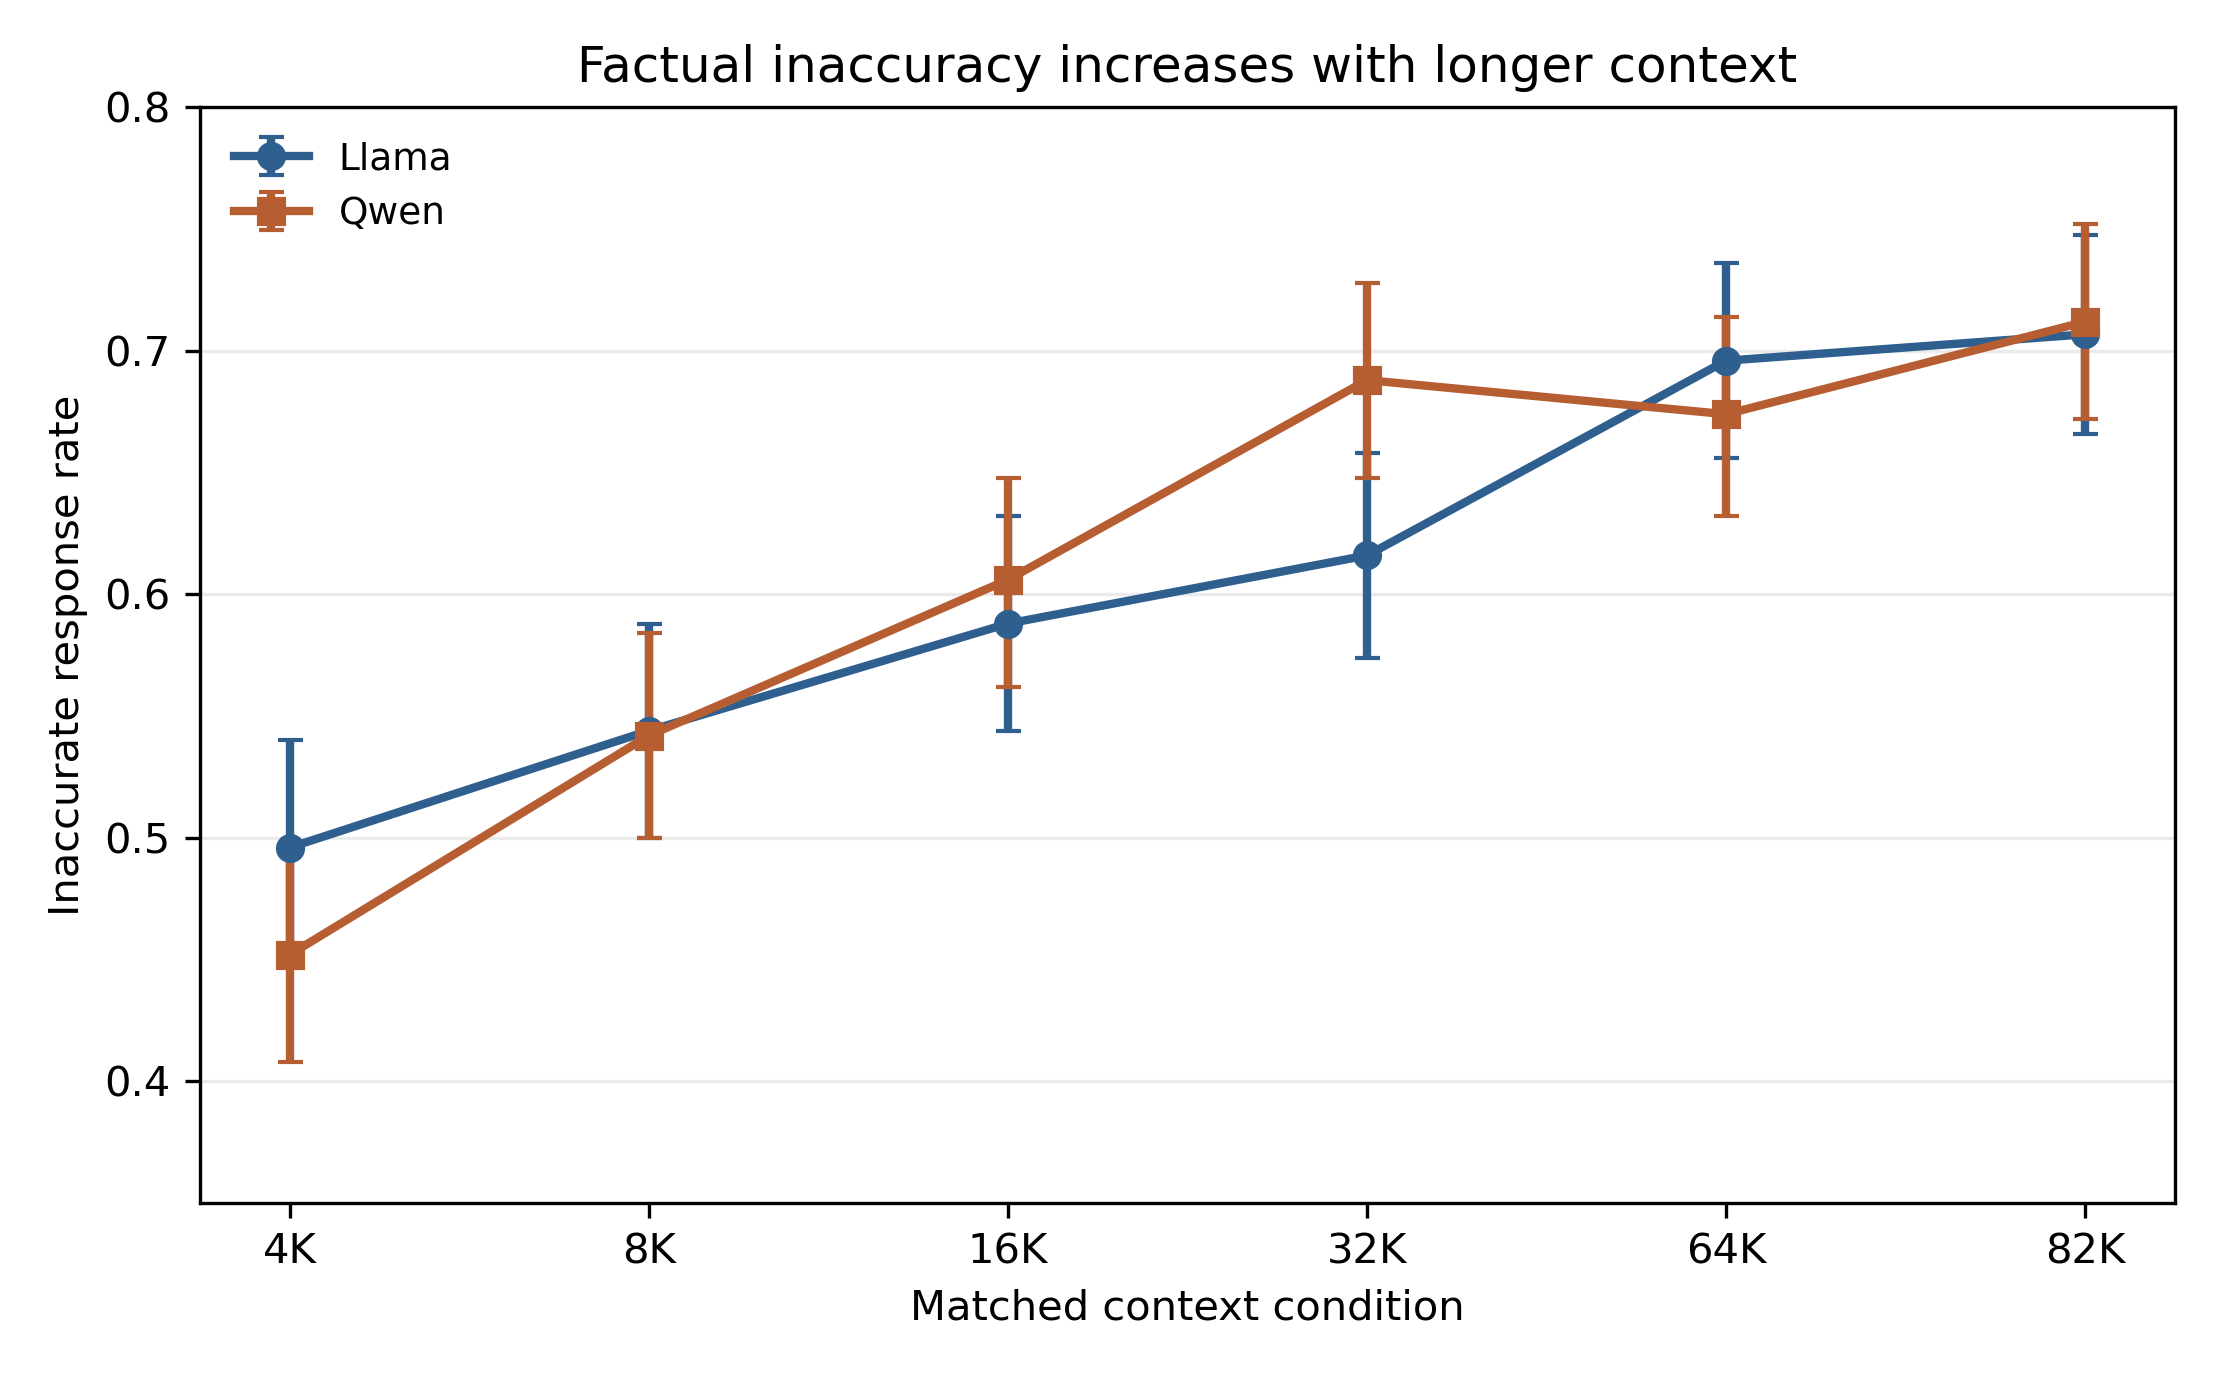 Factual inaccuracy increases with longer context
Llama
Qwen
Inaccurate response rate
0.8
0.7
0.6
0.5
0.4
4K 8K 16K 32K 64K 82K
Matched context condition